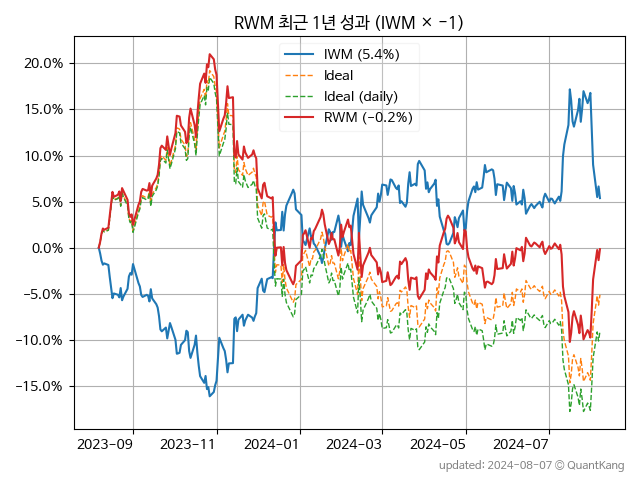 RWM 최근 1년 성과 (IWM × −1)
IWM (5.4%)
Ideal
Ideal (daily)
RWM (−0.2%)
20.0%
15.0%
10.0%
5.0%
0.0%
−5.0%
−10.0%
−15.0%
2023-09 2023-11 2024-01 2024-03 2024-05 2024-07
updated: 2024-08-07 © QuantKang